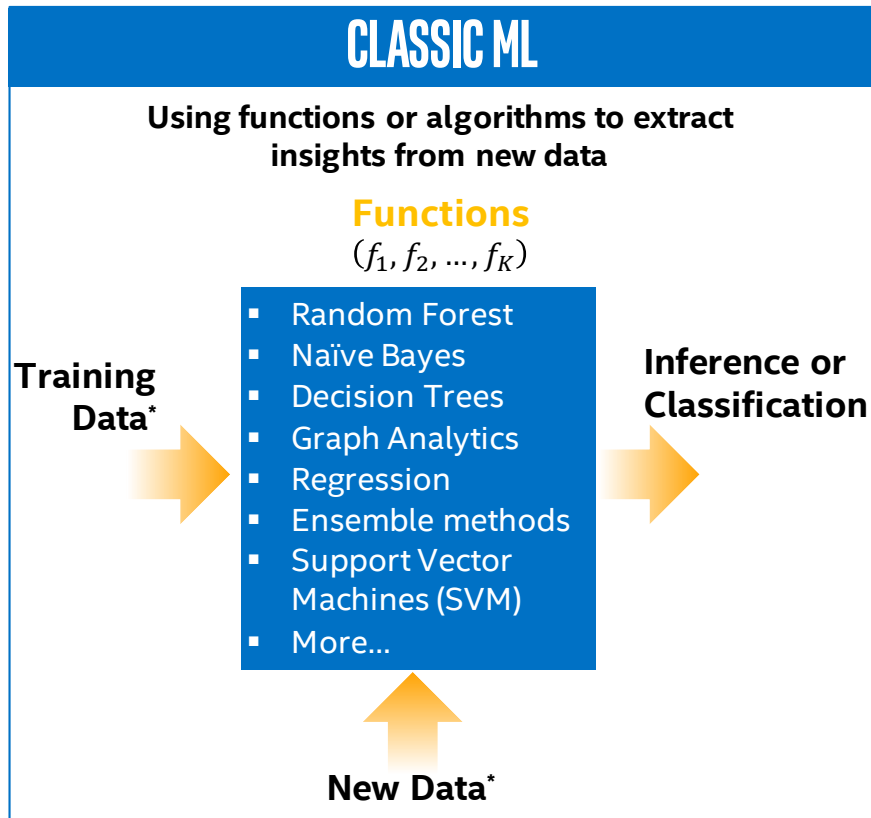 CLASSIC ML
Using functions or algorithms to extract
insights from new data
Functions
(f₁, f₂, …, f_K)
▪ Random Forest
▪ Naïve Bayes
▪ Decision Trees
▪ Graph Analytics
▪ Regression
▪ Ensemble methods
▪ Support Vector
Machines (SVM)
▪ More…
Training
Data*
Inference or
Classification
New Data*